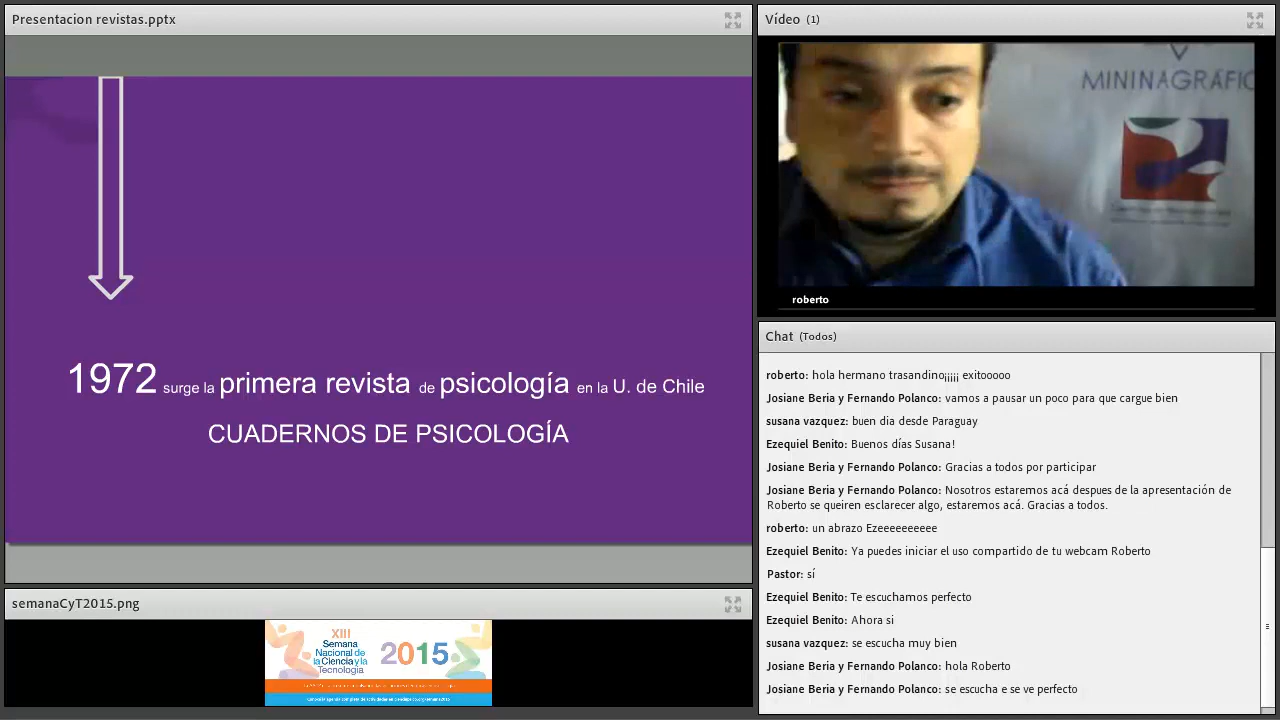 Presentacion revistas.pptx
1972 surge la primera revista de psicología en la U. de Chile
CUADERNOS DE PSICOLOGÍA
semanaCyT2015.png
XIII
Semana
Nacional de
la Ciencia y la
Tecnología
2015
Vídeo (1)
MININAGRÁFIC
roberto
Chat (Todos)
roberto: hola hermano trasandino¡¡¡¡¡ exitooooo
Josiane Beria y Fernando Polanco: vamos a pausar un poco para que cargue bien
susana vazquez: buen dia desde Paraguay
Ezequiel Benito: Buenos días Susana!
Josiane Beria y Fernando Polanco: Gracias a todos por participar
Josiane Beria y Fernando Polanco: Nosotros estaremos acá despues de la apresentación de
Roberto se queiren esclarecer algo, estaremos acá. Gracias a todos.
roberto: un abrazo Ezeeeeeeeeee
Ezequiel Benito: Ya puedes iniciar el uso compartido de tu webcam Roberto
Pastor: sí
Ezequiel Benito: Te escuchamos perfecto
Ezequiel Benito: Ahora si
susana vazquez: se escucha muy bien
Josiane Beria y Fernando Polanco: hola Roberto
Josiane Beria y Fernando Polanco: se escucha e se ve perfecto